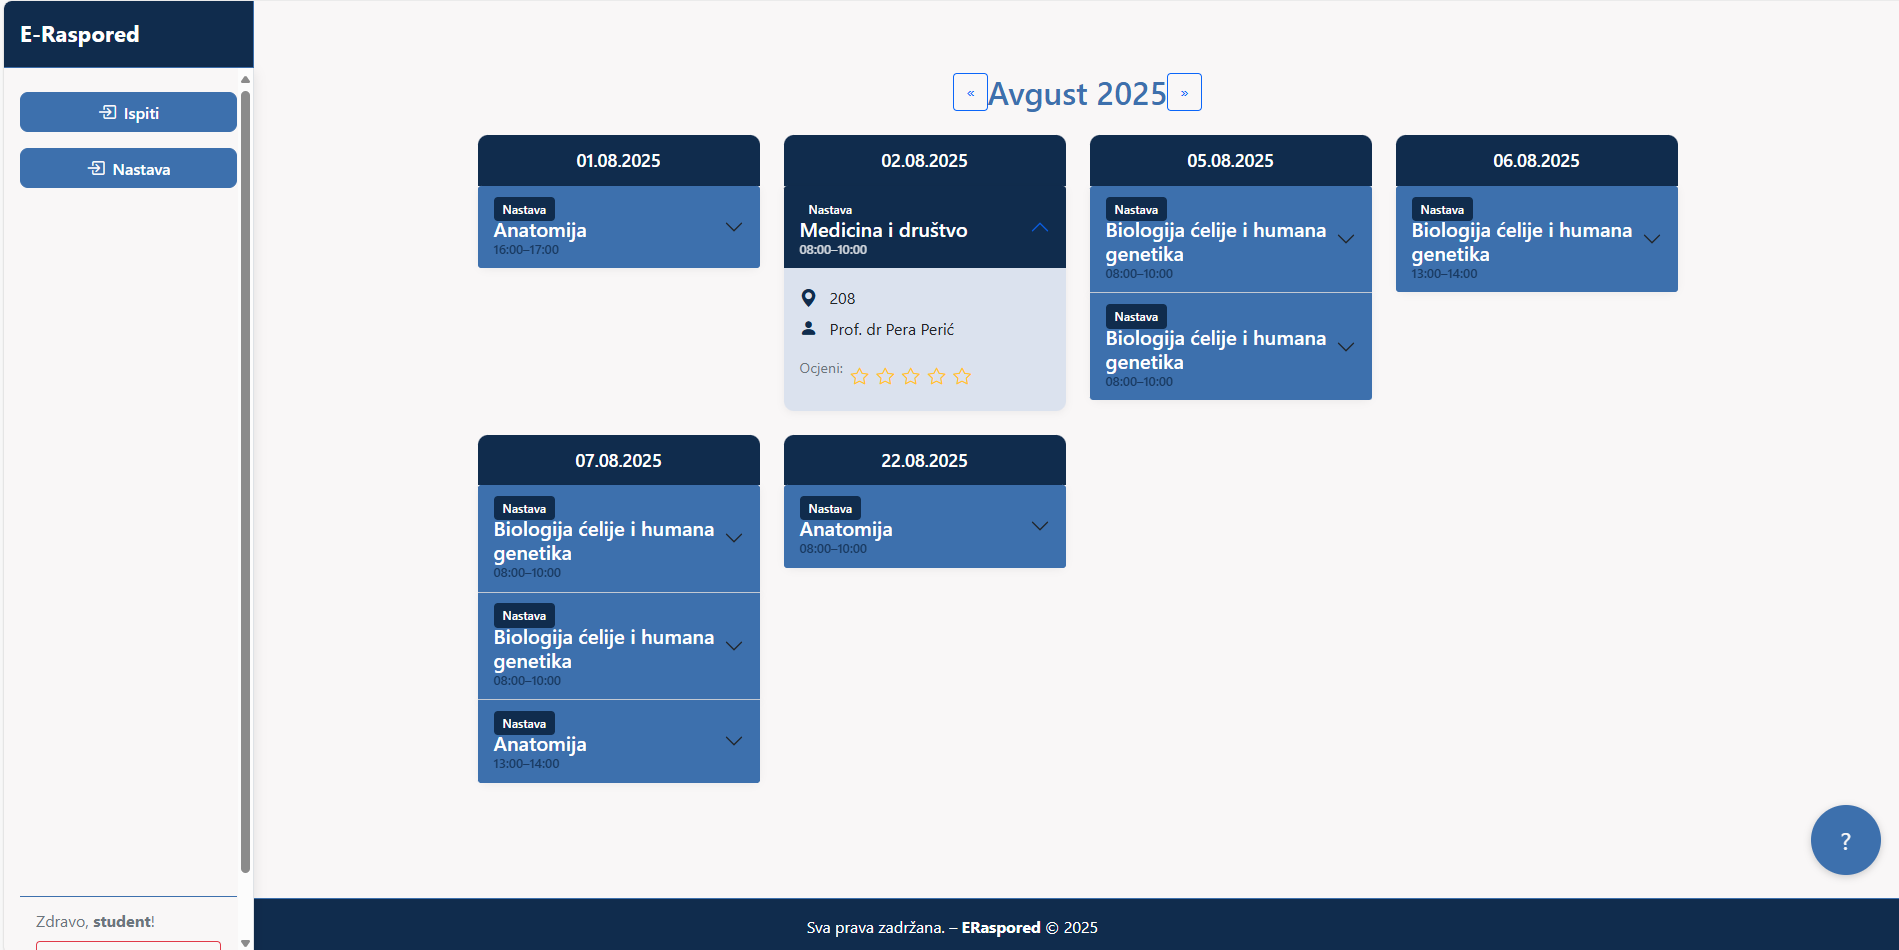 E-Raspored
Ispiti
Nastava
Zdravo, student!
«
Avgust 2025
»
01.08.2025
Nastava
Anatomija
16:00–17:00
02.08.2025
Nastava
Medicina i društvo
08:00–10:00
208
Prof. dr Pera Perić
Ocjeni:
05.08.2025
Nastava
Biologija ćelije i humana
genetika
08:00–10:00
Nastava
Biologija ćelije i humana
genetika
08:00–10:00
06.08.2025
Nastava
Biologija ćelije i humana
genetika
13:00–14:00
07.08.2025
Nastava
Biologija ćelije i humana
genetika
08:00–10:00
Nastava
Biologija ćelije i humana
genetika
08:00–10:00
Nastava
Anatomija
13:00–14:00
22.08.2025
Nastava
Anatomija
08:00–10:00
?
Sva prava zadržana. – ERaspored © 2025